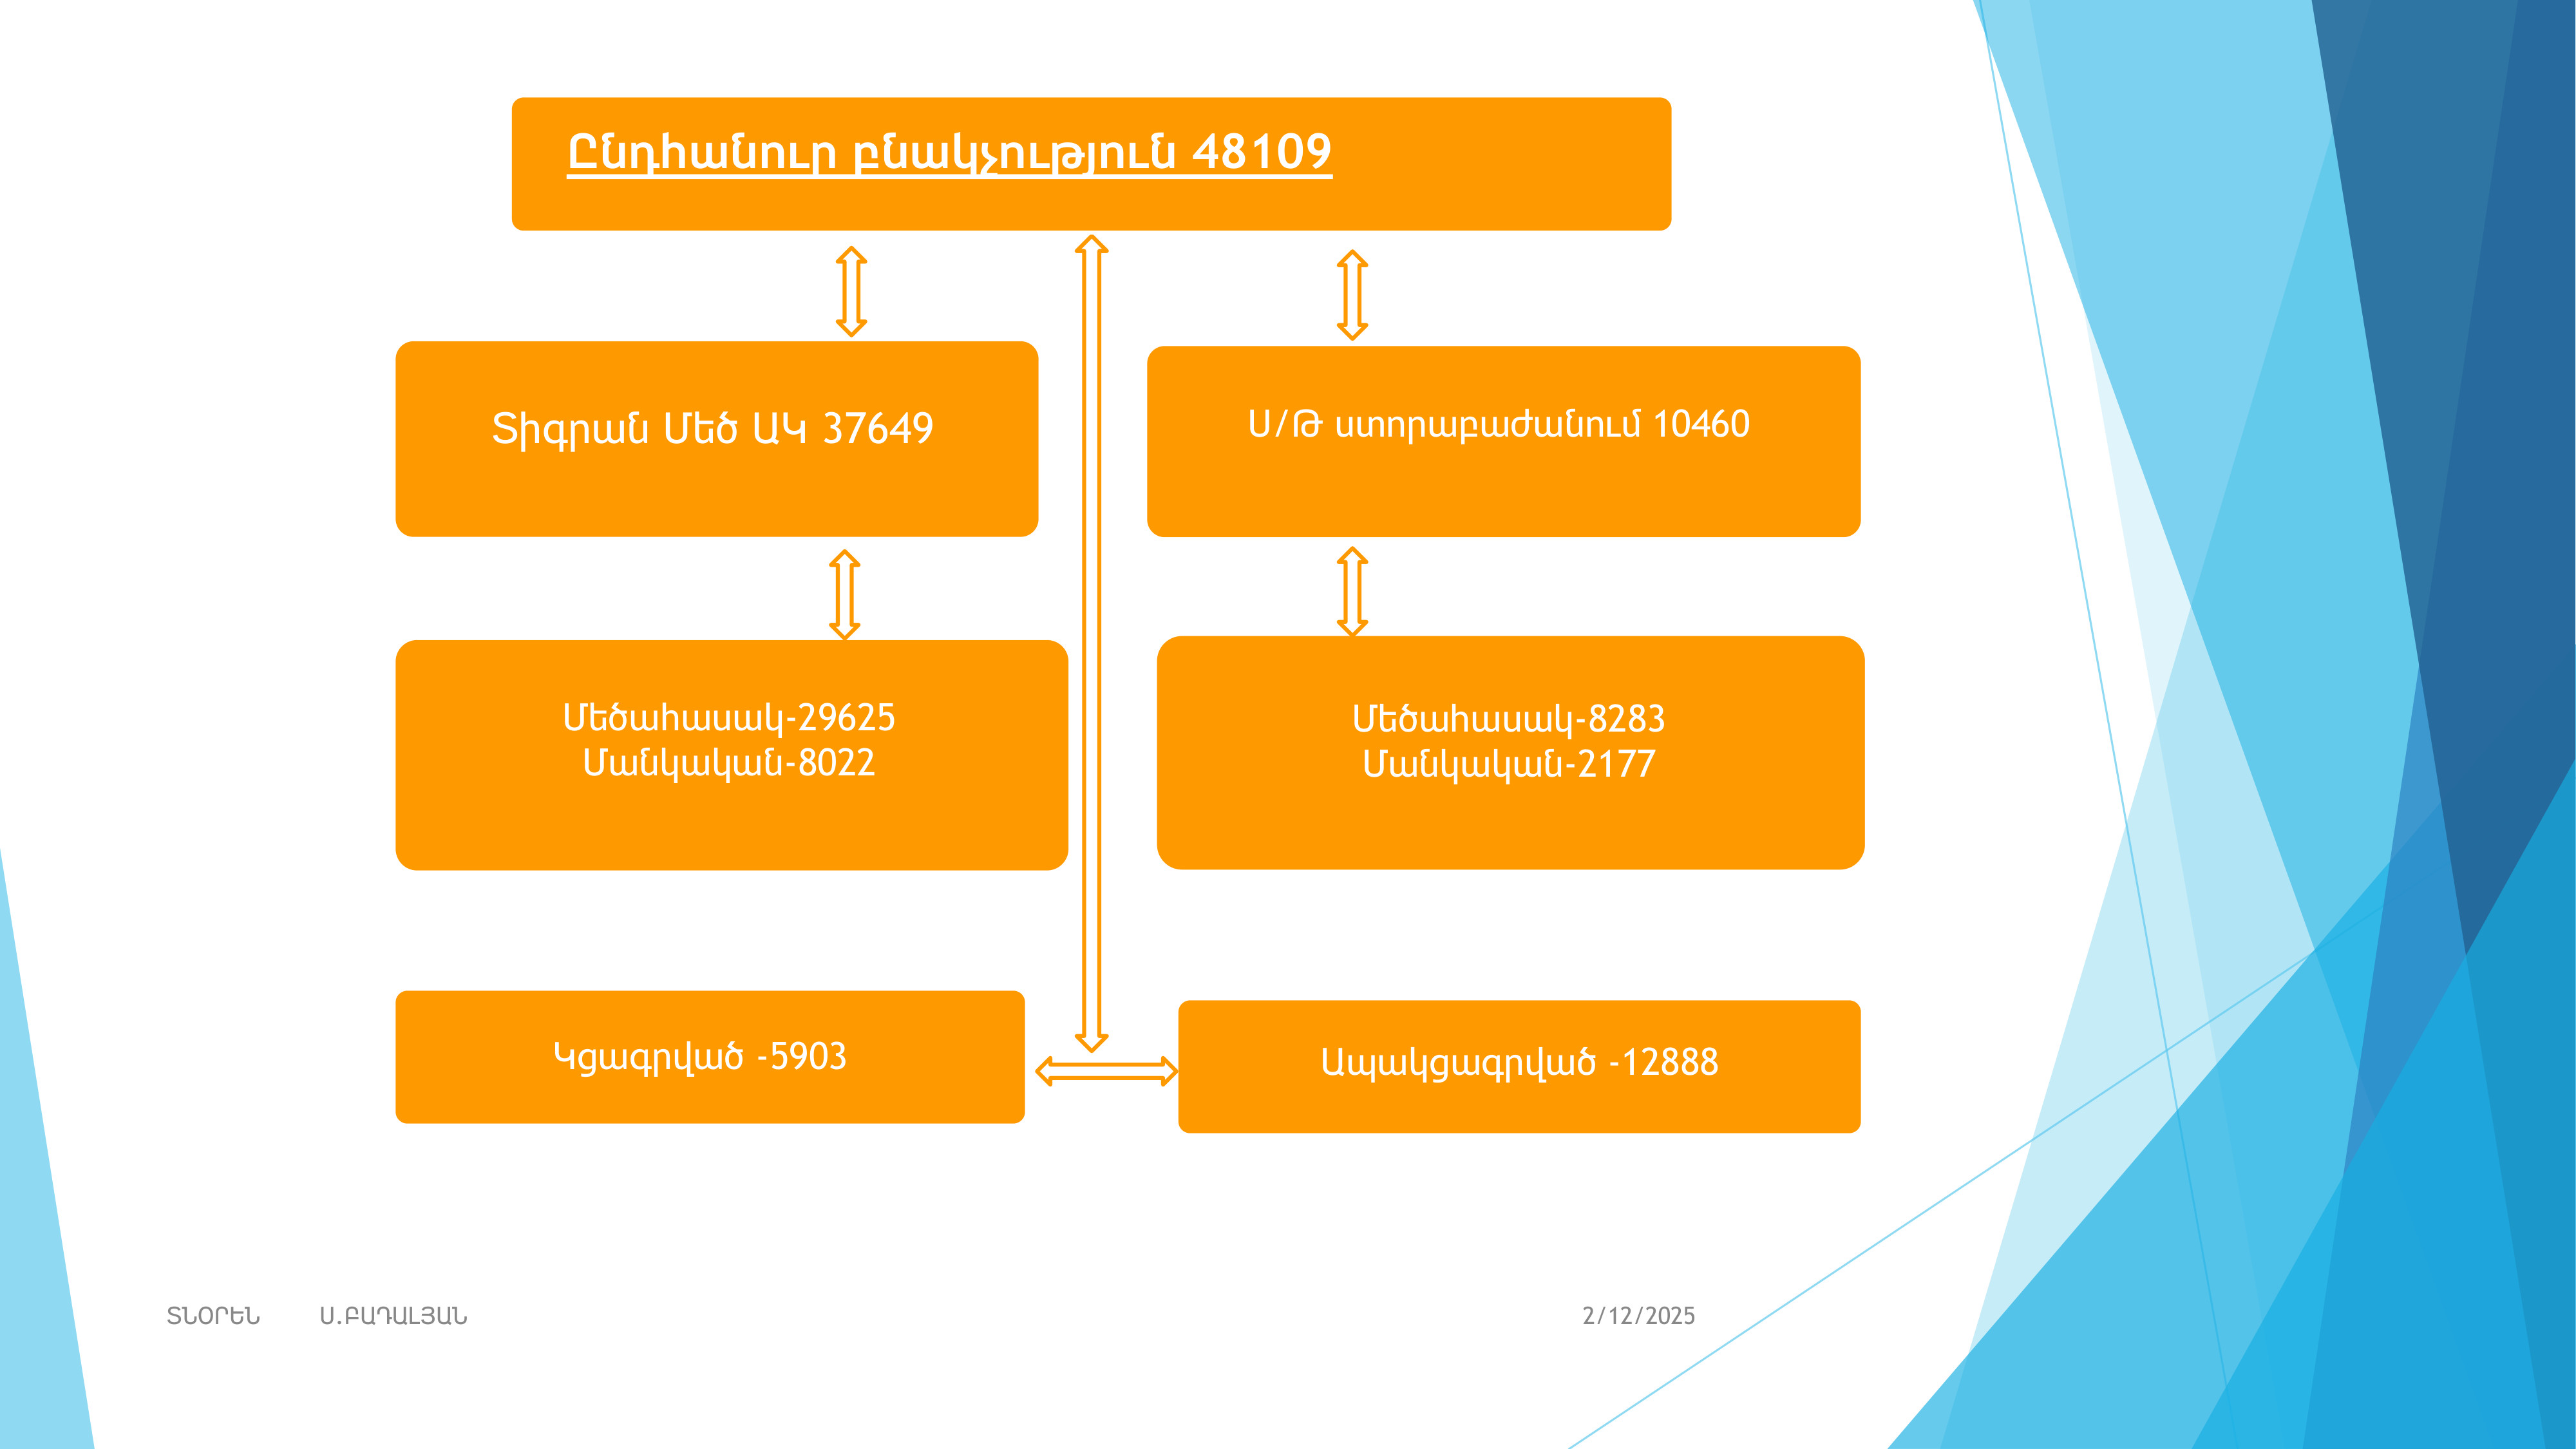 Ընդհանուր բնակչություն 48109
Տիգրան Մեծ ԱԿ 37649
Ս/Թ ստորաբաժանում 10460
Մեծահասակ-29625
Մանկական-8022
Մեծահասակ-8283
Մանկական-2177
Կցագրված -5903
Ապակցագրված -12888
ՏՆՕՐԵՆ Ս.ԲԱԴԱԼՅԱՆ
2/12/2025